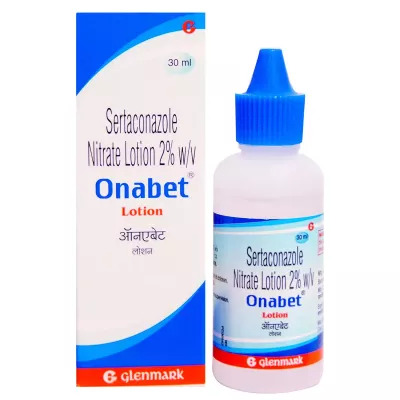 30 ml
Sertaconazole
Nitrate Lotion 2% w/v
Onabet®
Lotion
ऑनएबेट
लोशन
G Glenmark
30 ml
Sertaconazole
Nitrate Lotion 2% w/v
Onabet®
Lotion
ऑनएबेट
लोशन
Glenmark